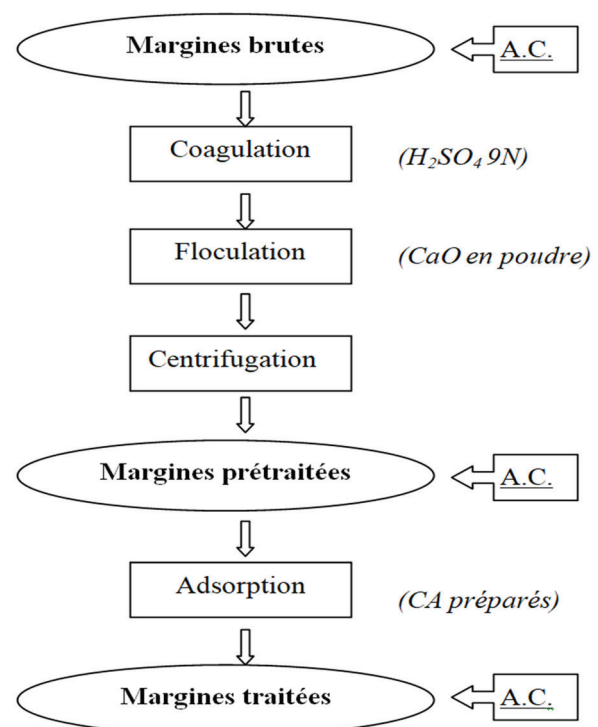 Margines brutes
A.C.
Coagulation
(H₂SO₄ 9N)
Floculation
(CaO en poudre)
Centrifugation
Margines prétraitées
A.C.
Adsorption
(CA préparés)
Margines traitées
A.C.